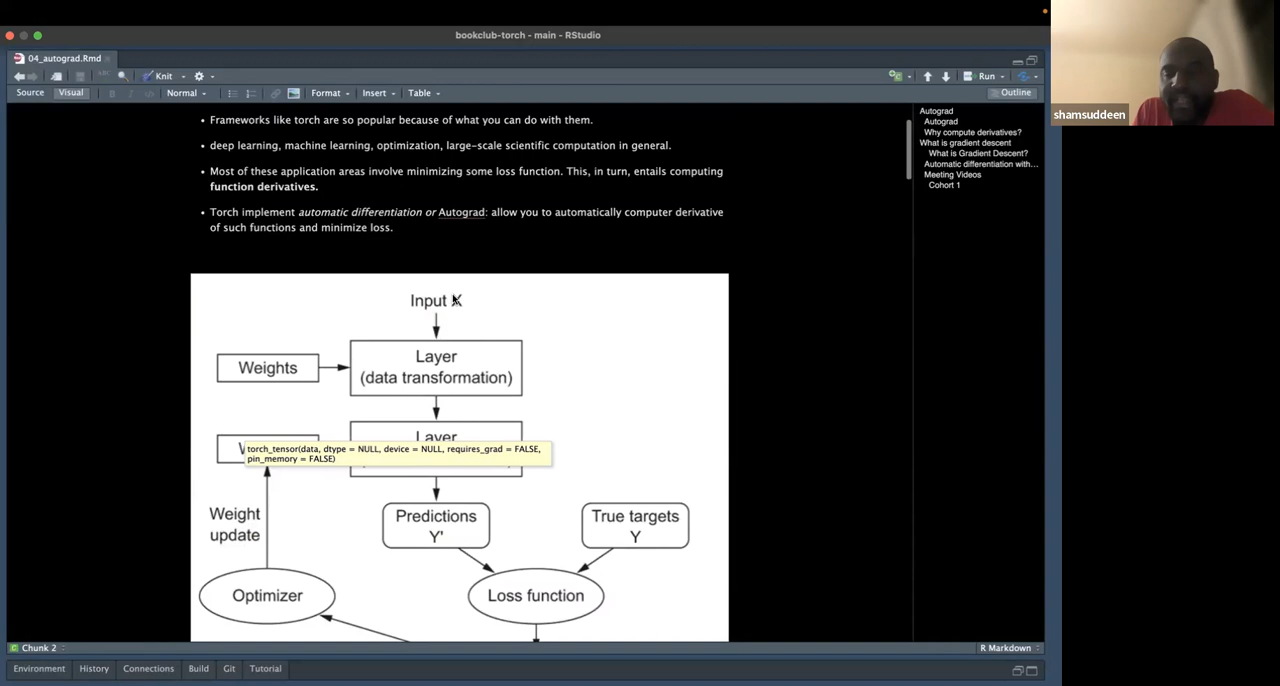 bookclub-torch - main - RStudio
04_autograd.Rmd
ABC
Knit
Run
Source
Visual
Normal
Format
Insert
Table
Outline
• Frameworks like torch are so popular because of what you can do with them.
• deep learning, machine learning, optimization, large-scale scientific computation in general.
• Most of these application areas involve minimizing some loss function. This, in turn, entails computing
function derivatives.
• Torch implement automatic differentiation or Autograd: allow you to automatically computer derivative
of such functions and minimize loss.
Autograd
Autograd
Why compute derivatives?
What is gradient descent
What is Gradient Descent?
Automatic differentiation with...
Meeting Videos
Cohort 1
shamsuddeen
Input X
Weights
Layer
(data transformation)
Layer
torch_tensor(data, dtype = NULL, device = NULL, requires_grad = FALSE,
pin_memory = FALSE)
Weight
update
Predictions
Y'
True targets
Y
Optimizer
Loss function
Chunk 2
R Markdown
Environment
History
Connections
Build
Git
Tutorial